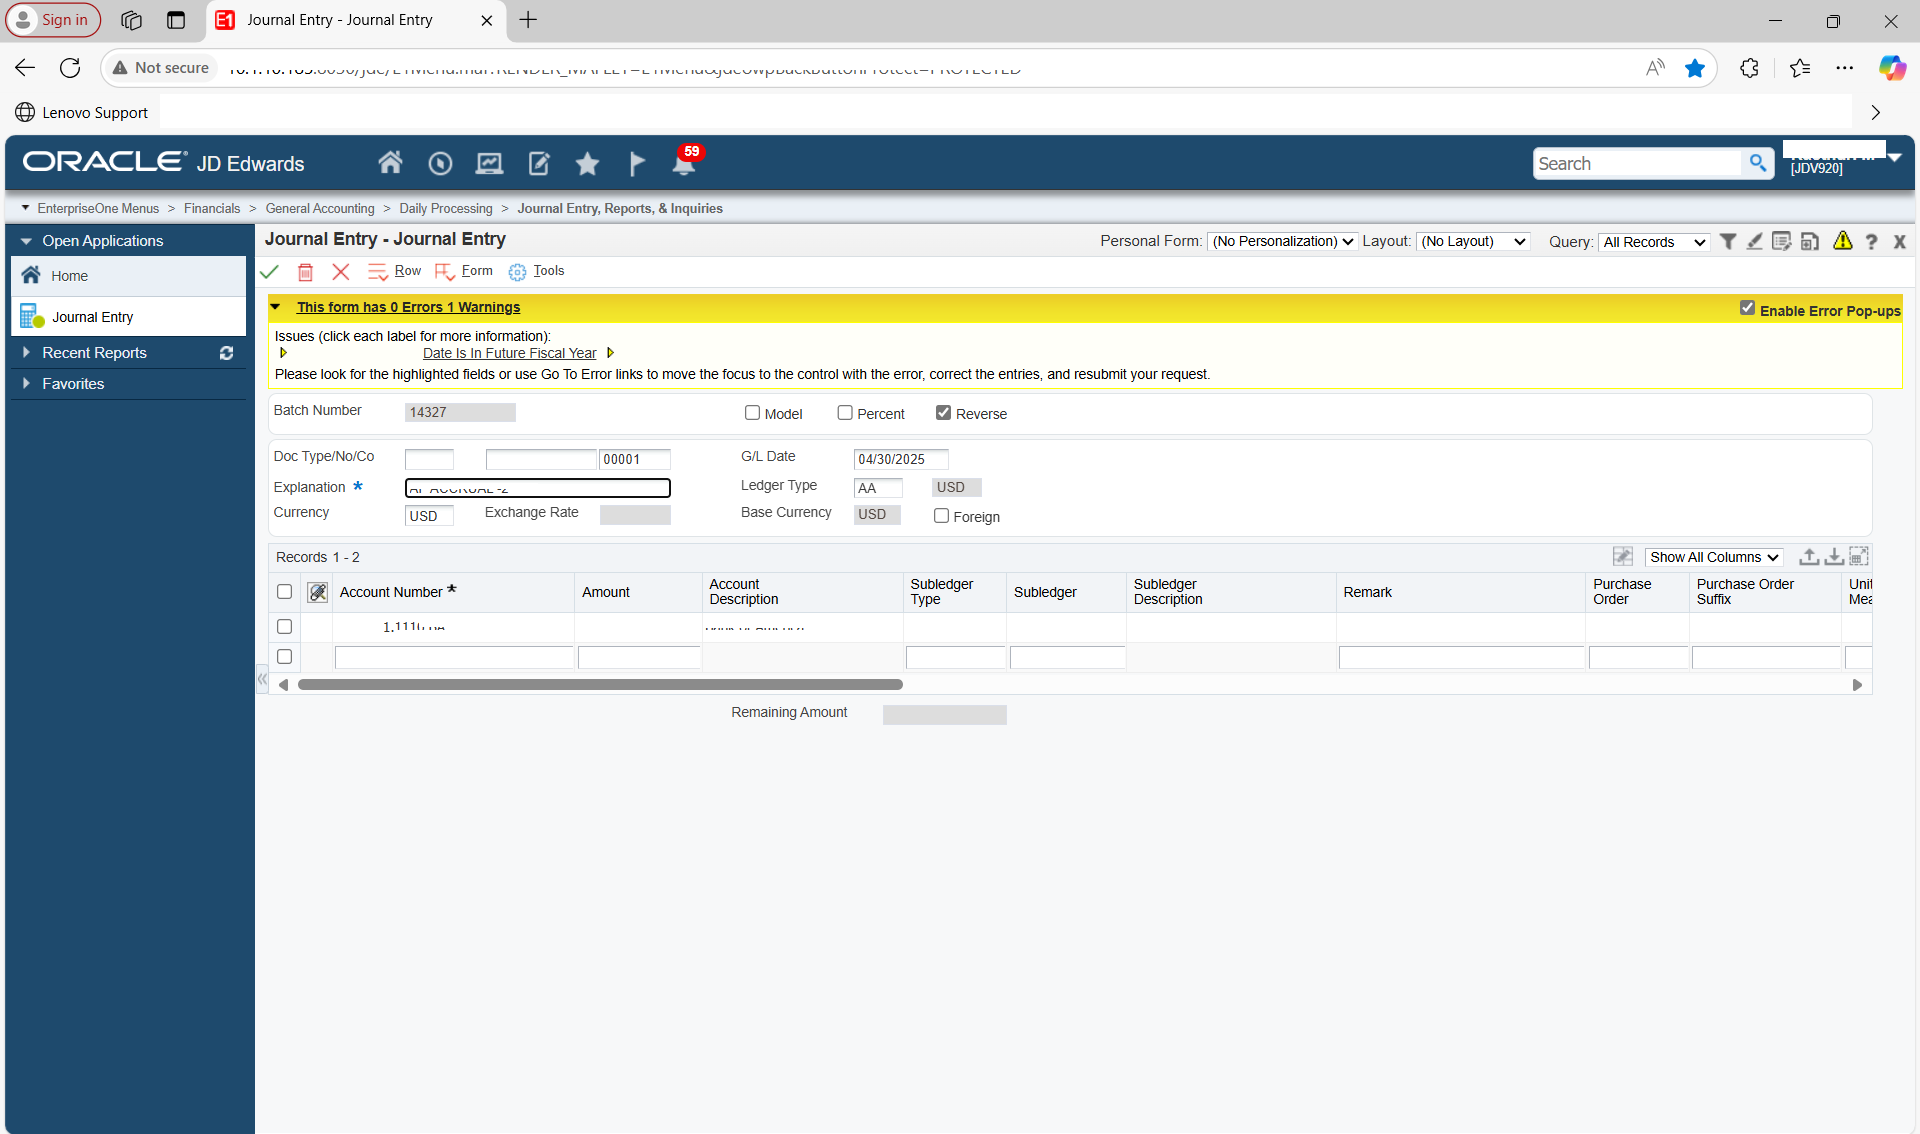 Sign in
E1 Journal Entry - Journal Entry
Not secure
Lenovo Support
ORACLE JD Edwards
59
Search
[JDV920]
EnterpriseOne Menus > Financials > General Accounting > Daily Processing > Journal Entry, Reports, & Inquiries
Open Applications
Home
Journal Entry
Recent Reports
Favorites
Journal Entry - Journal Entry
Personal Form: (No Personalization) Layout: (No Layout) Query: All Records
Row Form Tools
This form has 0 Errors 1 Warnings
Enable Error Pop-ups
Issues (click each label for more information):
Date Is In Future Fiscal Year
Please look for the highlighted fields or use Go To Error links to move the focus to the control with the error, correct the entries, and resubmit your request.
Batch Number 14327 Model Percent Reverse
Doc Type/No/Co 00001 G/L Date 04/30/2025
Explanation * Ledger Type AA USD
Currency USD Exchange Rate Base Currency USD Foreign
Records 1 - 2 Show All Columns
Account Number * Amount Account Description Subledger Type Subledger Subledger Description Remark Purchase Order Purchase Order Suffix Unit Mea
Remaining Amount